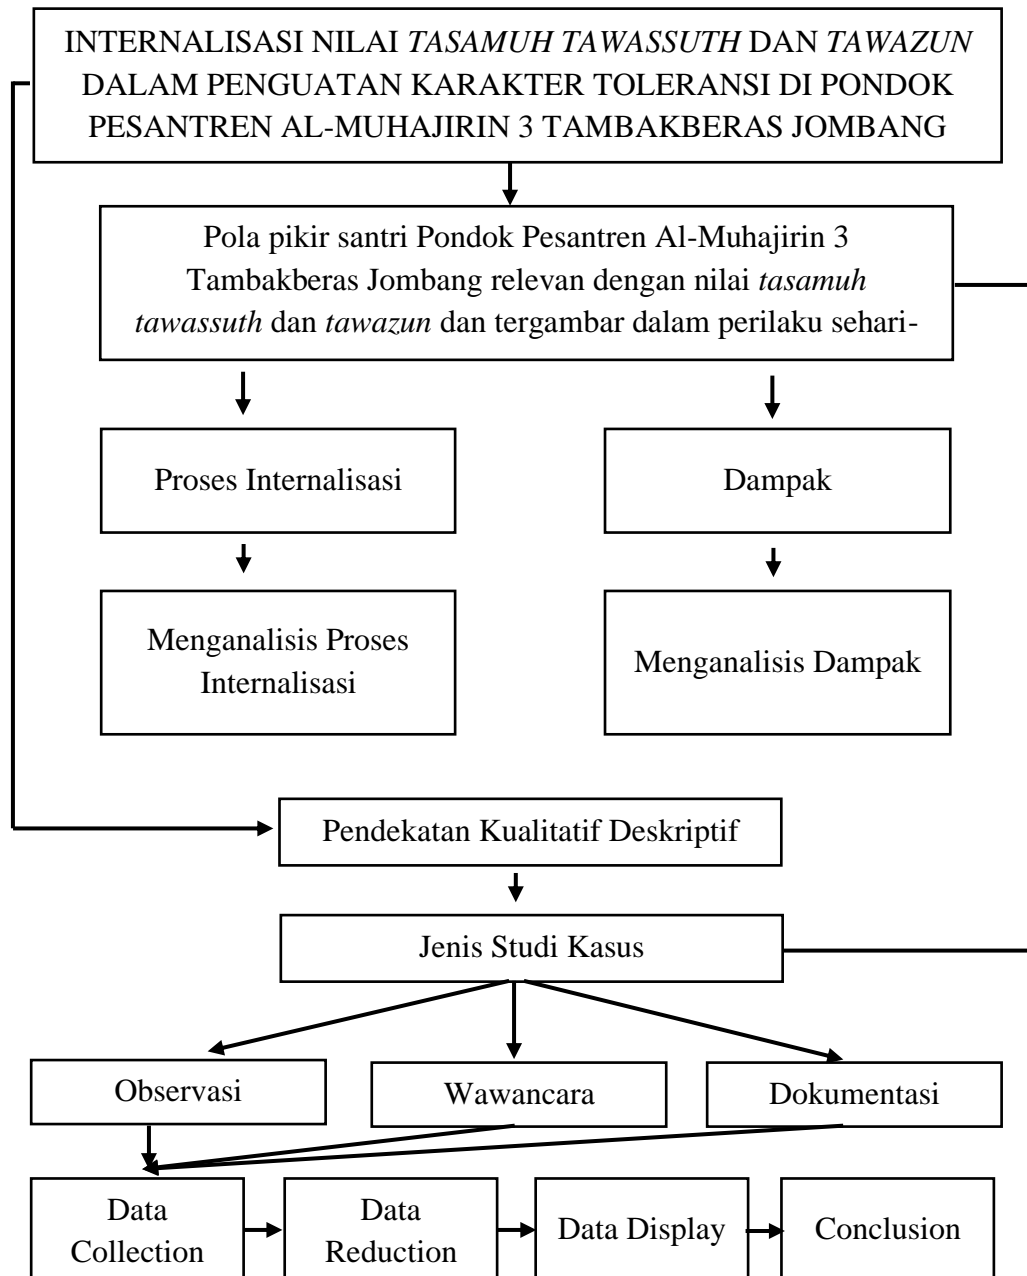 INTERNALISASI NILAI TASAMUH TAWASSUTH DAN TAWAZUN
DALAM PENGUATAN KARAKTER TOLERANSI DI PONDOK
PESANTREN AL-MUHAJIRIN 3 TAMBAKBERAS JOMBANG
Pola pikir santri Pondok Pesantren Al-Muhajirin 3
Tambakberas Jombang relevan dengan nilai tasamuh
tawassuth dan tawazun dan tergambar dalam perilaku sehari-
Proses Internalisasi
Dampak
Menganalisis Proses
Internalisasi
Menganalisis Dampak
Pendekatan Kualitatif Deskriptif
Jenis Studi Kasus
Observasi
Wawancara
Dokumentasi
Data
Collection
Data
Reduction
Data Display
Conclusion